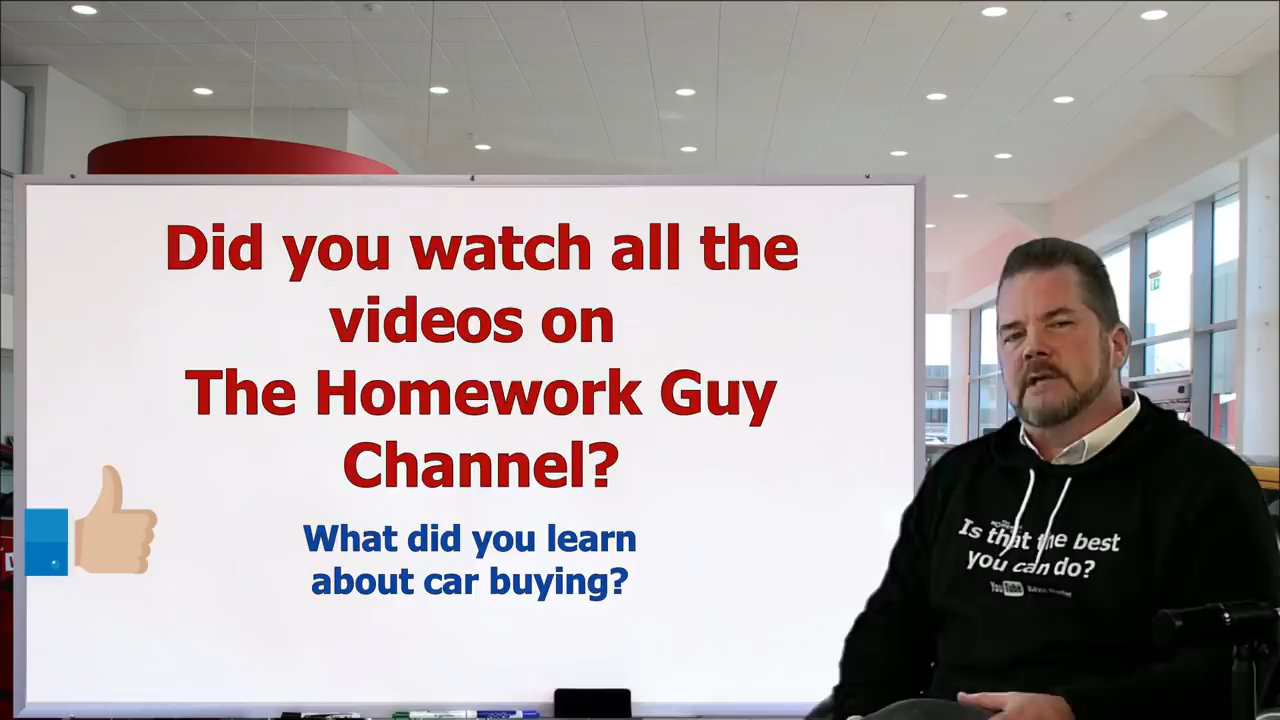 Did you watch all the
videos on
The Homework Guy
Channel?
What did you learn
about car buying?
Is that the best
you can do?
YouTube